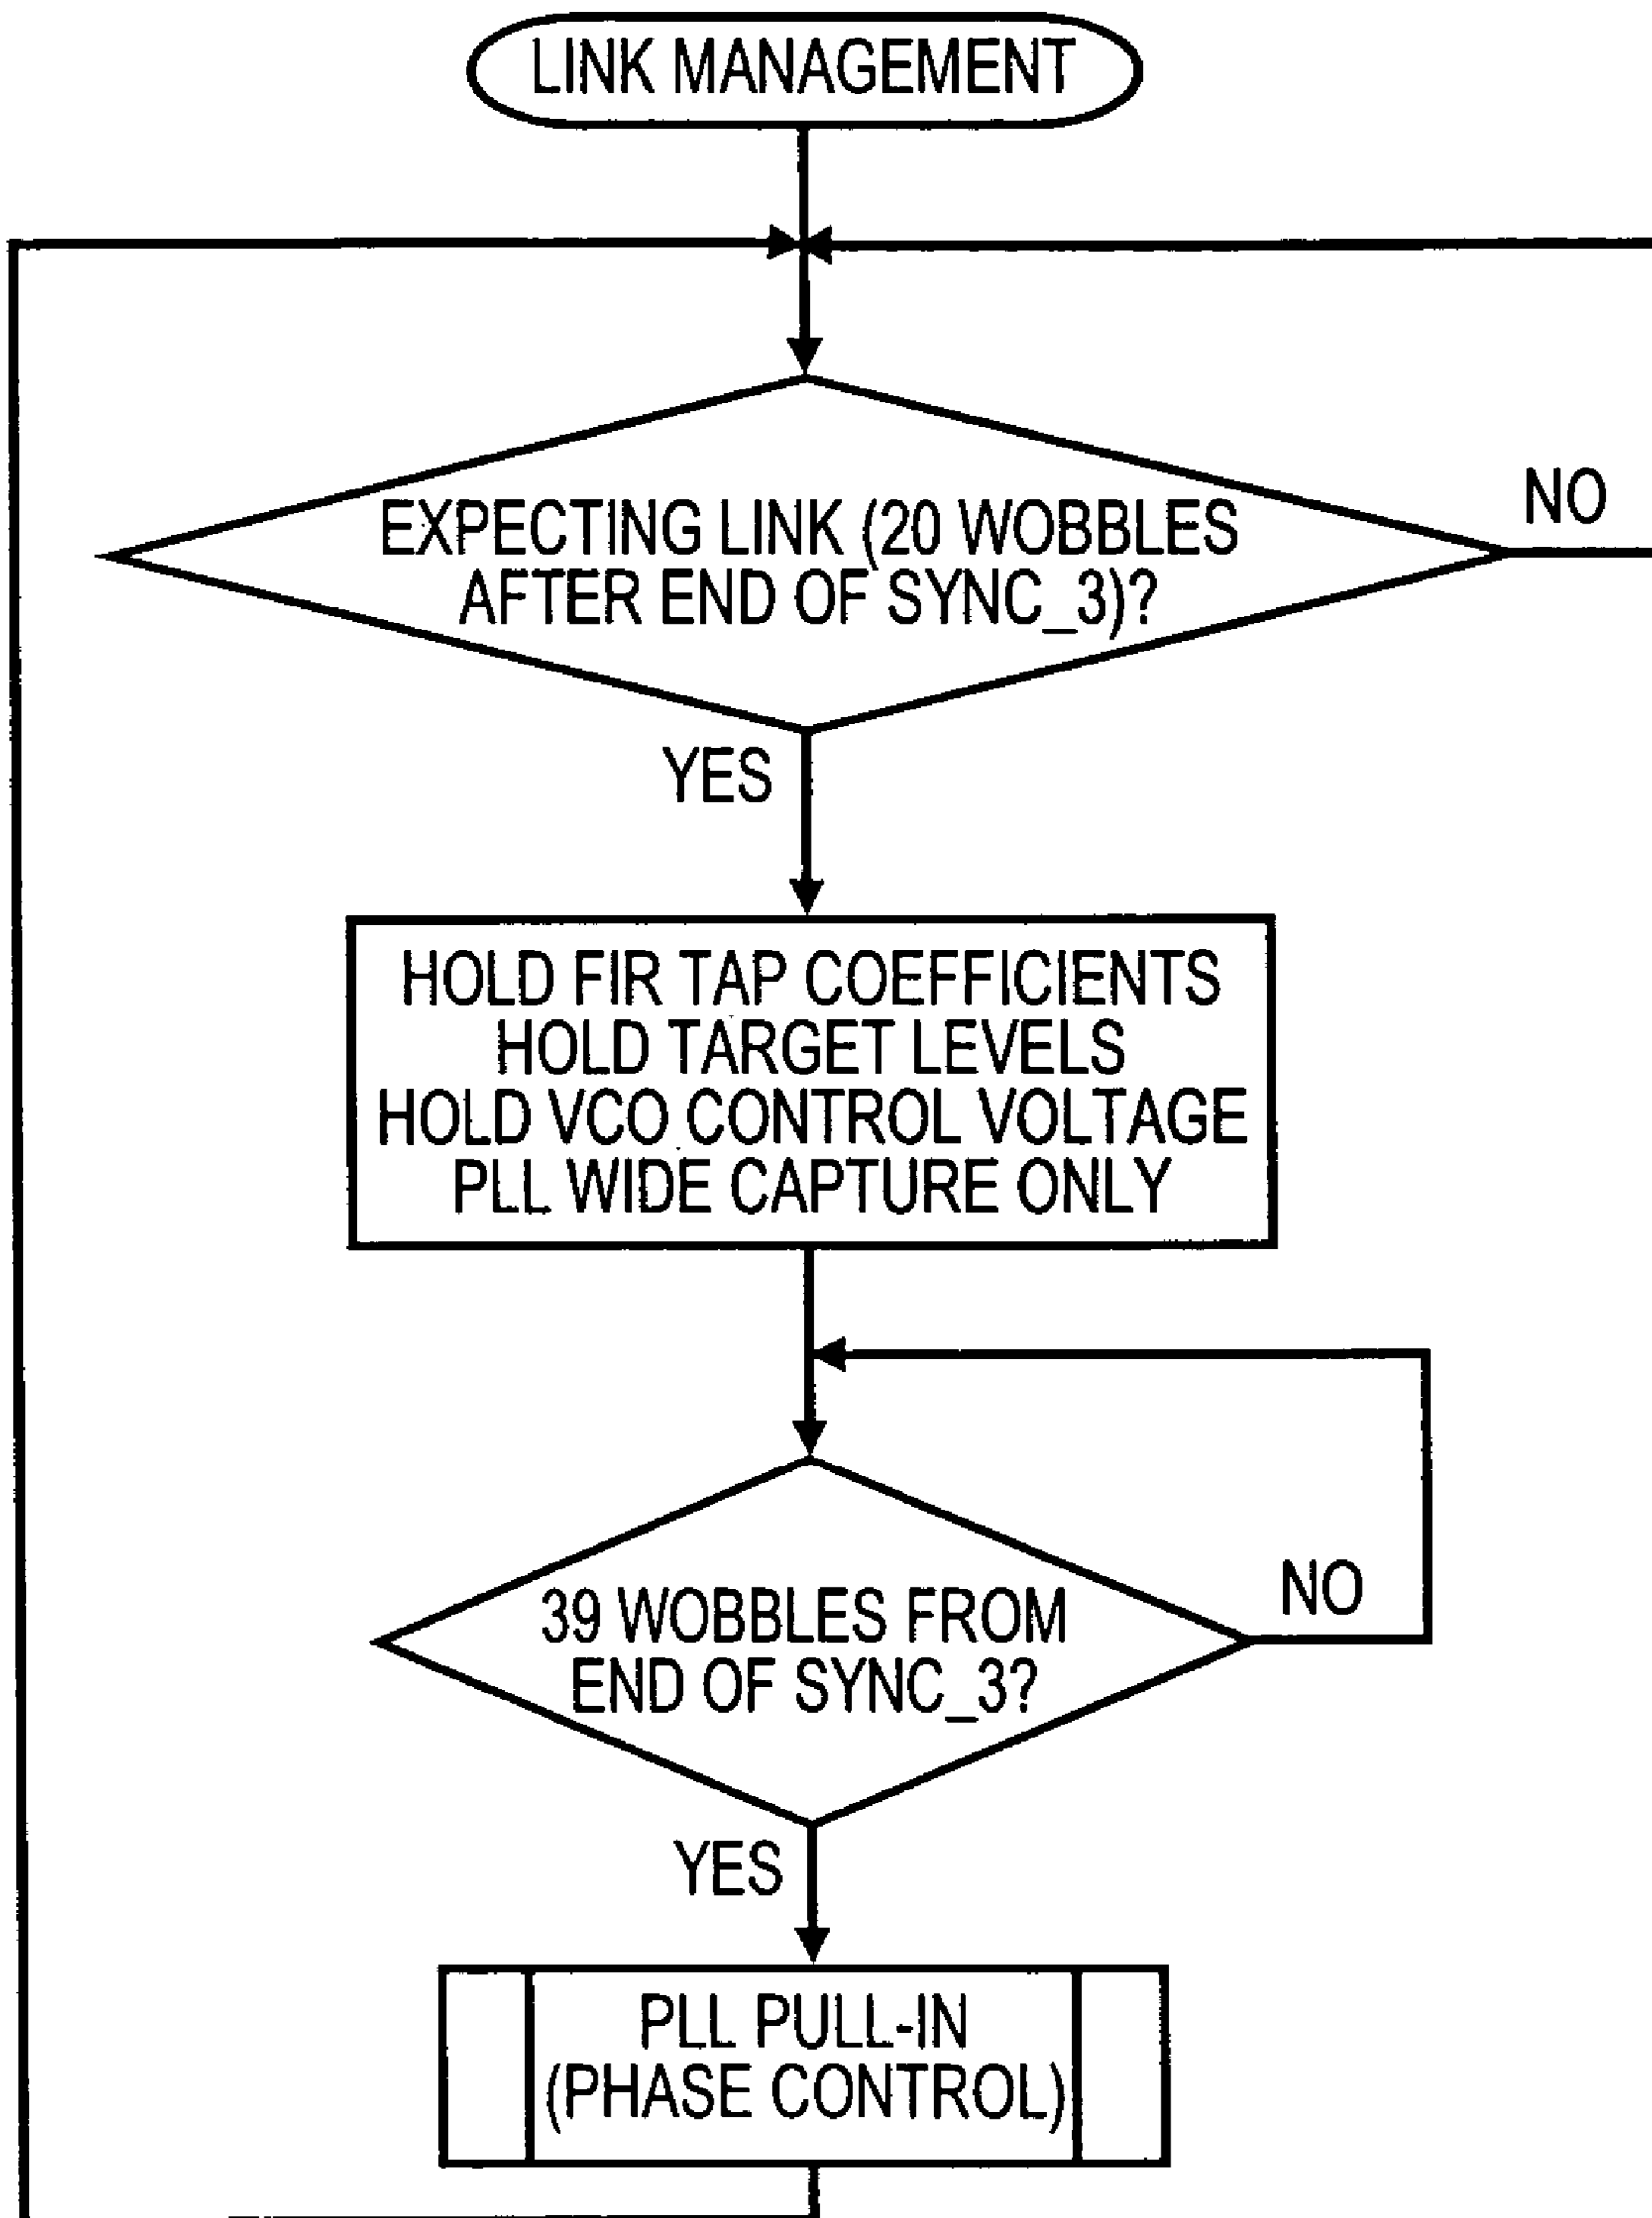 LINK MANAGEMENT
EXPECTING LINK (20 WOBBLES
AFTER END OF SYNC_3)?
NO
YES
HOLD FIR TAP COEFFICIENTS
HOLD TARGET LEVELS
HOLD VCO CONTROL VOLTAGE
PLL WIDE CAPTURE ONLY
39 WOBBLES FROM
END OF SYNC_3?
NO
YES
PLL PULL-IN
(PHASE CONTROL)